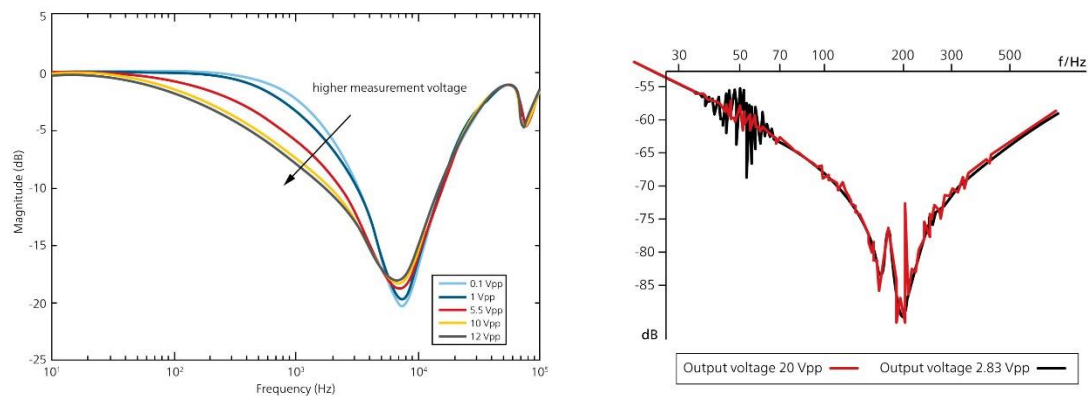 5
0
-5
-10
-15
-20
-25
Magnitude (dB)
higher measurement voltage
0.1 Vpp
1 Vpp
5.5 Vpp
10 Vpp
12 Vpp
10¹ 10² 10³ 10⁴ 10⁵
Frequency (Hz)
30 50 100 200 300 500 f/Hz
-55
-60
-65
-70
-75
-80
-85
dB
Output voltage 20 Vpp Output voltage 2.83 Vpp